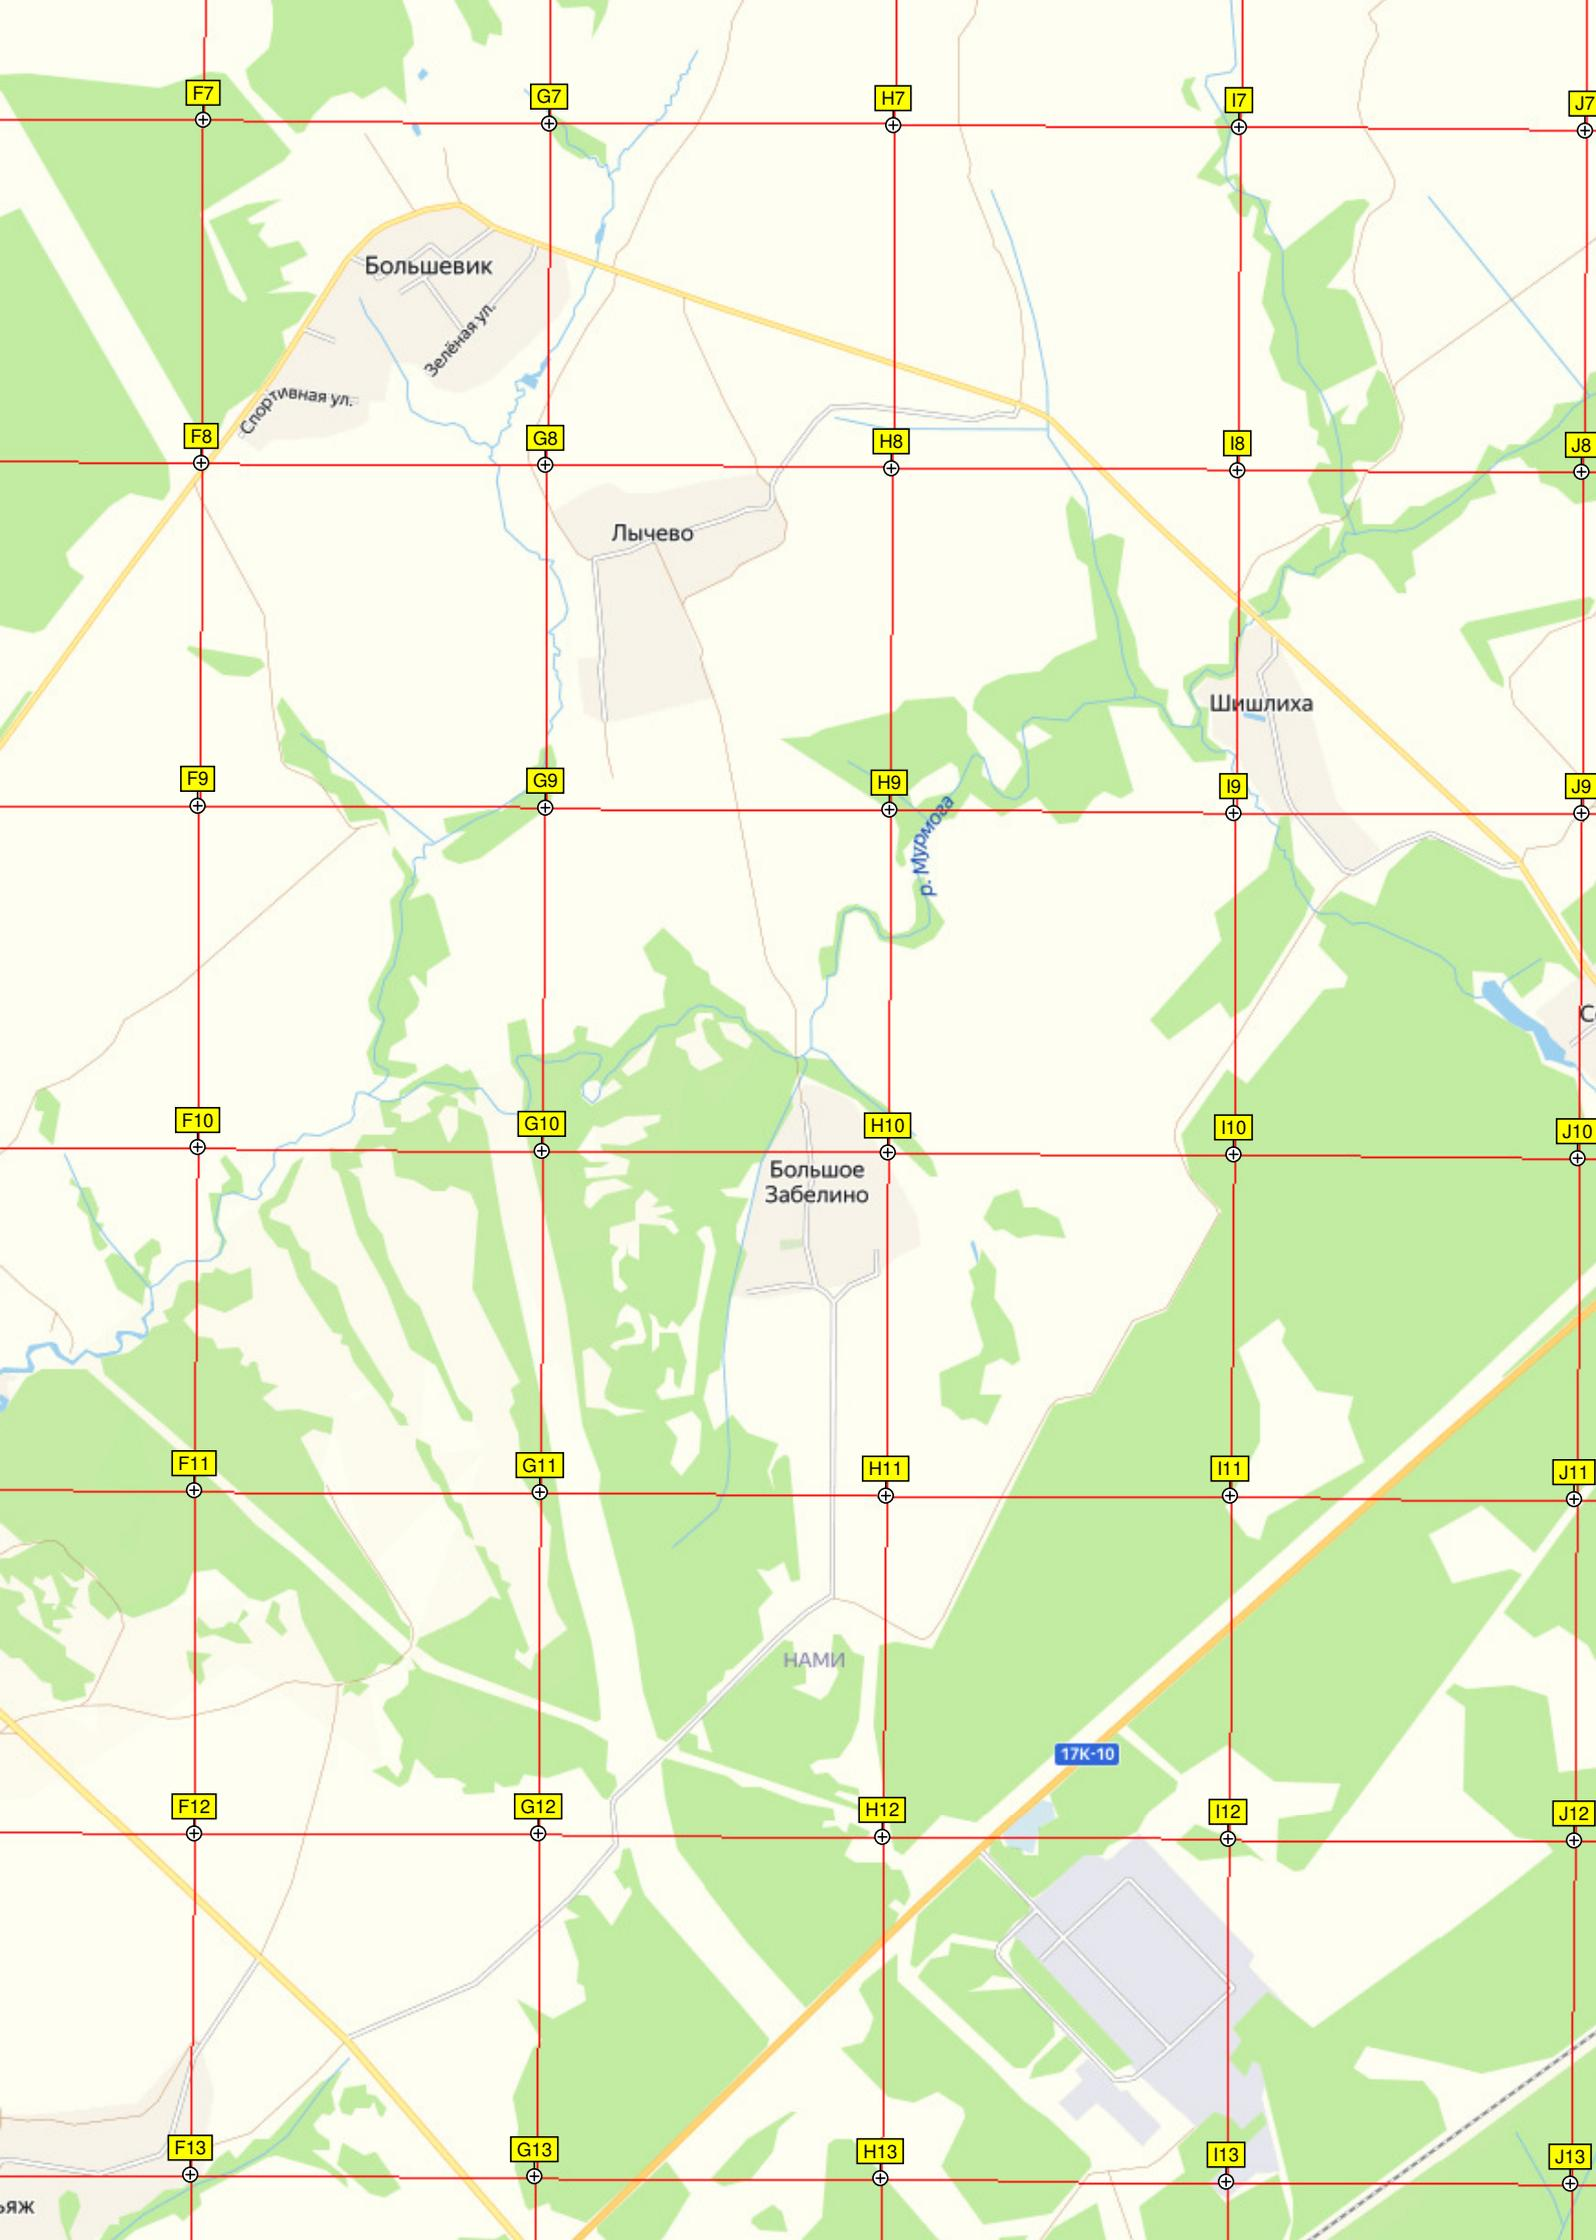 F7
G7
H7
I7
J7
Большевик
Зелёная ул.
Спортивная ул.
F8
G8
H8
I8
J8
Лычево
Шишлиха
F9
G9
H9
I9
J9
р. Мурмога
F10
G10
H10
I10
J10
Большое
Забелино
F11
G11
H11
I11
J11
НАМИ
17К-10
F12
G12
H12
I12
J12
F13
G13
H13
I13
J13